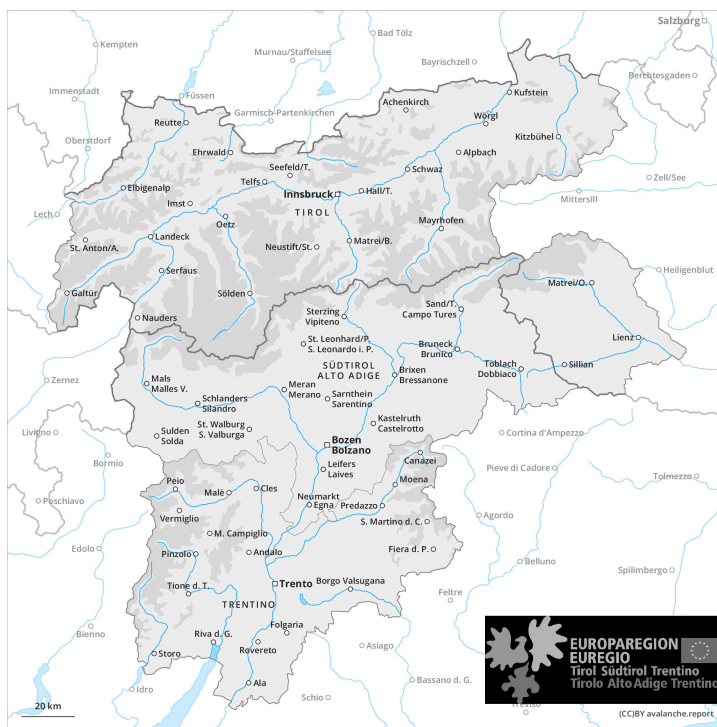 Salzburg
Kempten
Bad Tölz
Murnau/Staffelsee
Bayrischzell
Berchtesgaden
Immenstadt
Füssen
Kufstein
Achenkirch
Garmisch-Partenkirchen
Reutte
Wörgl
Oberstdorf
Kitzbühel
Ehrwald
Alpbach
Seefeld/T.
Schwaz
Telfs
Zell/See
Elbigenalp
Innsbruck
Hall/T.
Mittersill
Imst
TIROL
Lech
Oetz
Mayrhofen
Landeck
Matrei/B.
St. Anton/A.
Neustift/St.
Serfaus
Heiligenblut
Matrei/O.
Galtür
Sölden
Sand/T.
Campo Tures
Nauders
Sterzing
Vipiteno
Lienz
St. Leonhard/P.
S. Leonardo i. P.
Bruneck
Brunico
SÜDTIROL
ALTO ADIGE
Toblach
Dobbiaco
Sillian
Brixen
Bressanone
Zernez
Mals
Malles V.
Meran
Merano
Schlanders
Silandro
Sarnthein
Sarentino
St. Walburg
S. Valburga
Kastelruth
Castelrotto
Livigno
Sulden
Solda
Bozen
Bolzano
Cortina d'Ampezzo
Bormio
Canazei
Leifers
Laives
Pieve di Cadore
Tolmezzo
Peio
Moena
Poschiavo
Malè
Cles
Neumarkt
Egna
Predazzo
Vermiglio
S. Martino d. C.
Agordo
M. Campiglio
Edolo
Pinzolo
Andalo
Fiera d. P.
Belluno
Spilimbergo
Tione d. T.
Trento
Borgo Valsugana
Feltre
TRENTINO
Bienno
Folgaria
Riva d. G.
Rovereto
Asiago
Storo
Ala
Idro
Bassano d. G.
Schio
Treviso
20 km
EUROPAREGION
EUREGIO
Tirol Südtirol Trentino
Tirolo AltoAdige Trentino
(CC)BY avalanche.report